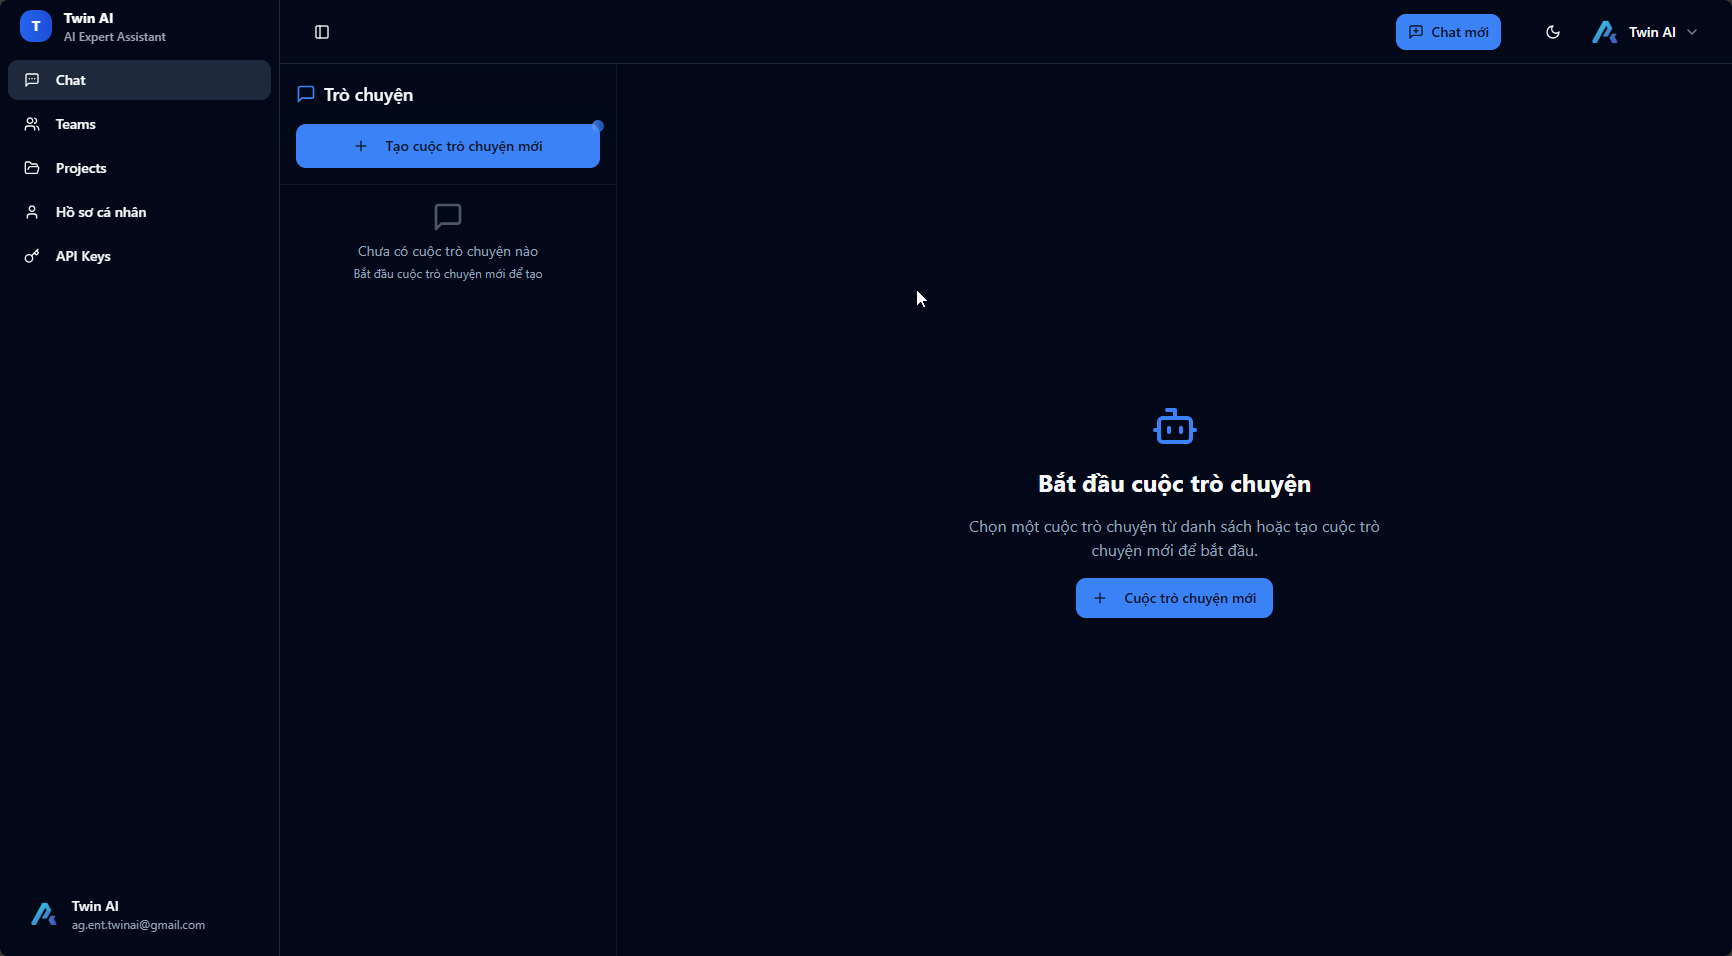 T
Twin AI
AI Expert Assistant
Chat
Teams
Projects
Hồ sơ cá nhân
API Keys
Twin AI
ag.ent.twinai@gmail.com
Chat mới
Twin AI
Trò chuyện
Tạo cuộc trò chuyện mới
Chưa có cuộc trò chuyện nào
Bắt đầu cuộc trò chuyện mới để tạo
Bắt đầu cuộc trò chuyện
Chọn một cuộc trò chuyện từ danh sách hoặc tạo cuộc trò
chuyện mới để bắt đầu.
Cuộc trò chuyện mới